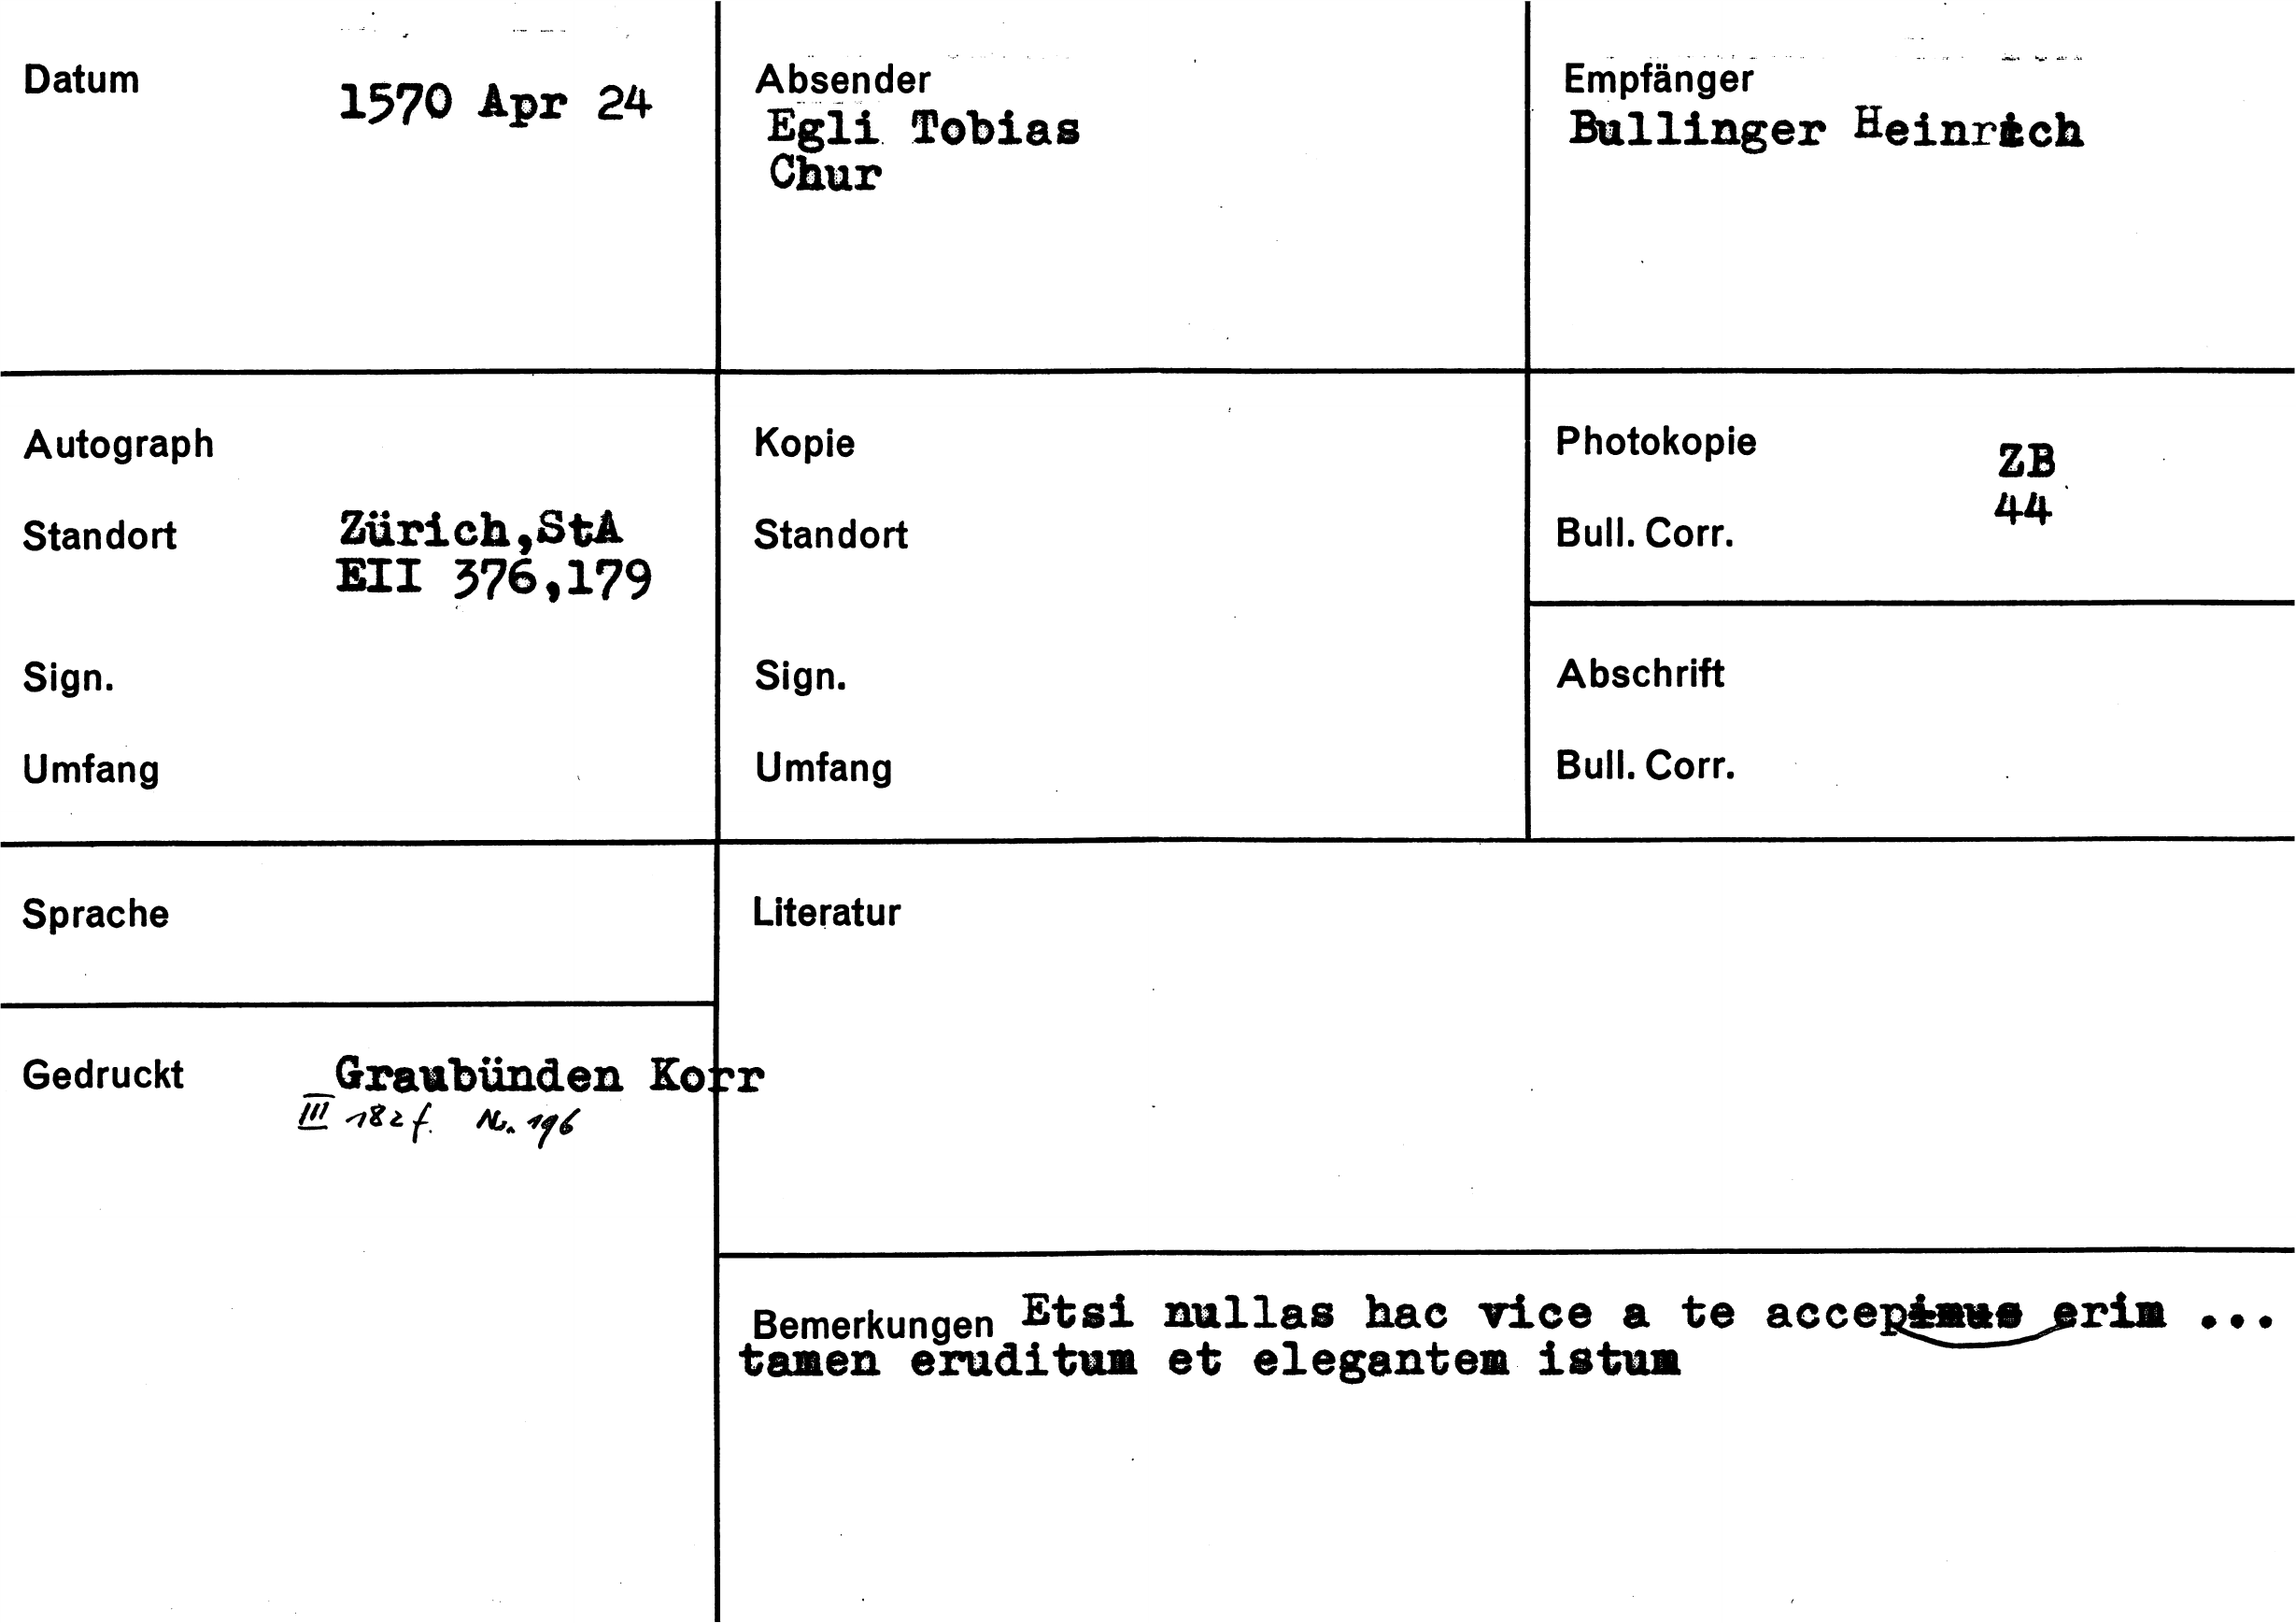 Datum
1570 Apr 24
Absender
Egli Tobias
Chur
Empfänger
Bullinger Heinrich
Autograph
Standort
Zürich,StA
EII 376,179
Sign.
Umfang
Kopie
Standort
Sign.
Umfang
Photokopie ZB
Bull. Corr. 44
Abschrift
Bull. Corr.
Sprache
Literatur
Gedruckt Graubünden Korr
III 182 f. Nr. 196
Bemerkungen Etsi nullas hac vice a te accepimus erim ...
tamen eruditum et elegantem istum